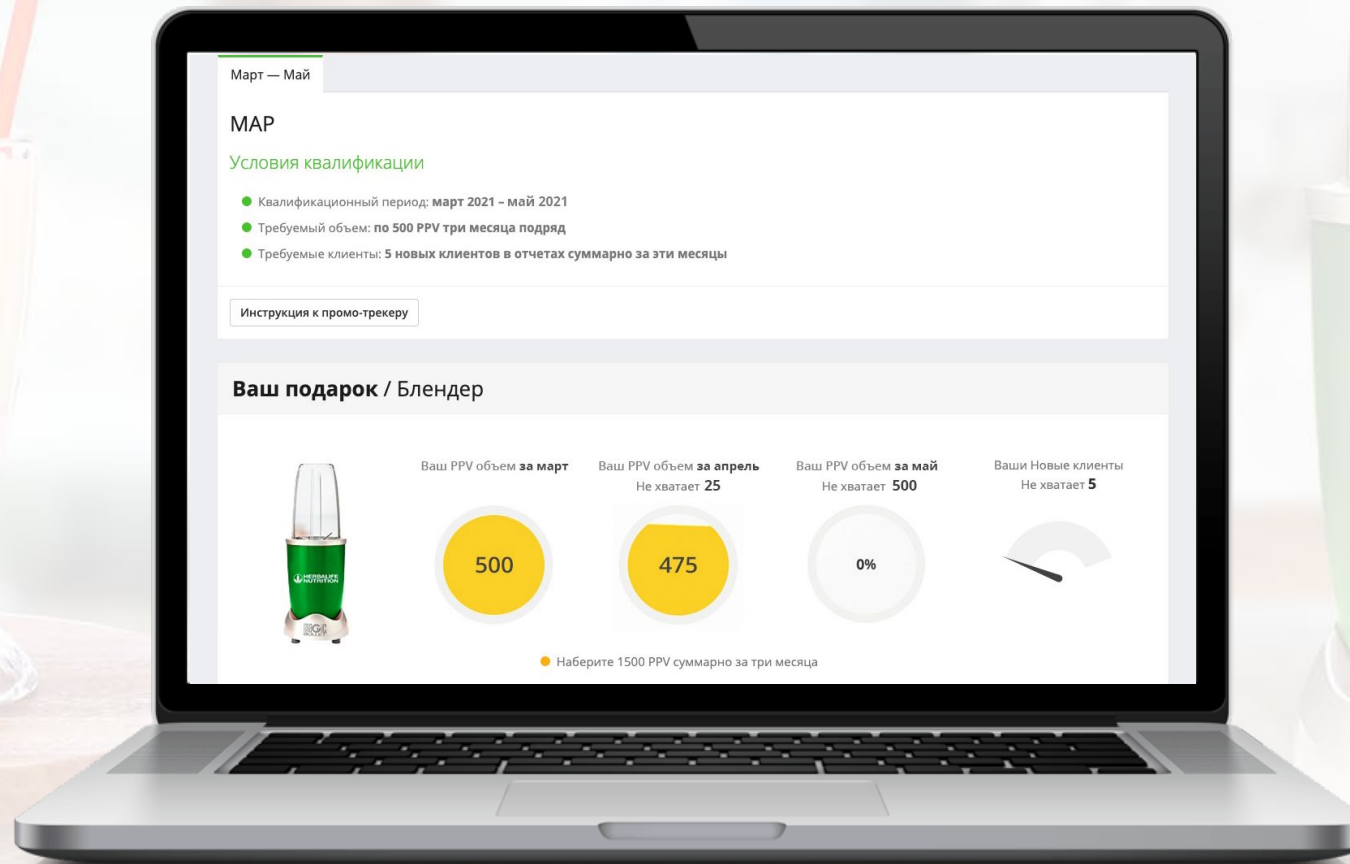 Март — Май
МАР
Условия квалификации
Квалификационный период: март 2021 – май 2021
Требуемый объем: по 500 PPV три месяца подряд
Требуемые клиенты: 5 новых клиентов в отчетах суммарно за эти месяцы
Инструкция к промо-трекеру
Ваш подарок / Блендер
Ваш PPV объем за март
Ваш PPV объем за апрель
Не хватает 25
Ваш PPV объем за май
Не хватает 500
Ваши Новые клиенты
Не хватает 5
500
475
0%
HERBALIFE
NUTRITION
Наберите 1500 PPV суммарно за три месяца